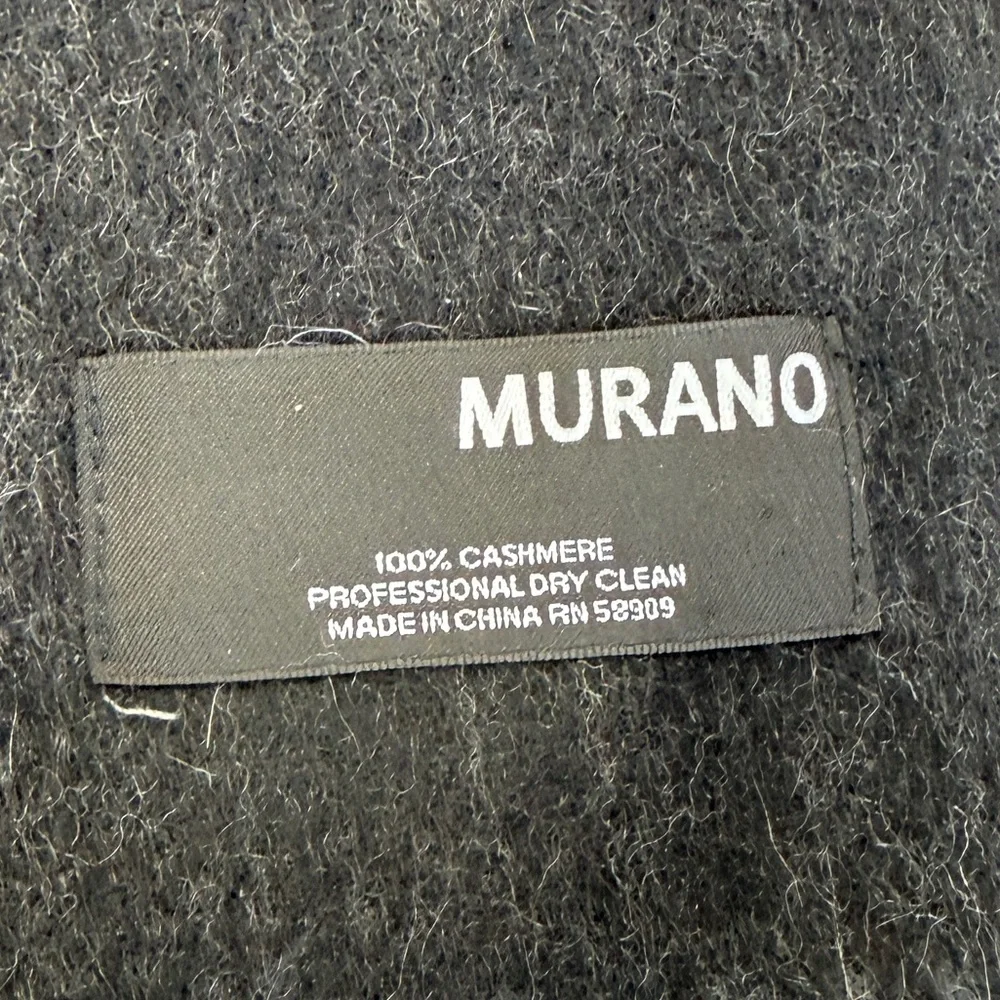 MURANO
100% CASHMERE
PROFESSIONAL DRY CLEAN
MADE IN CHINA RN 58909